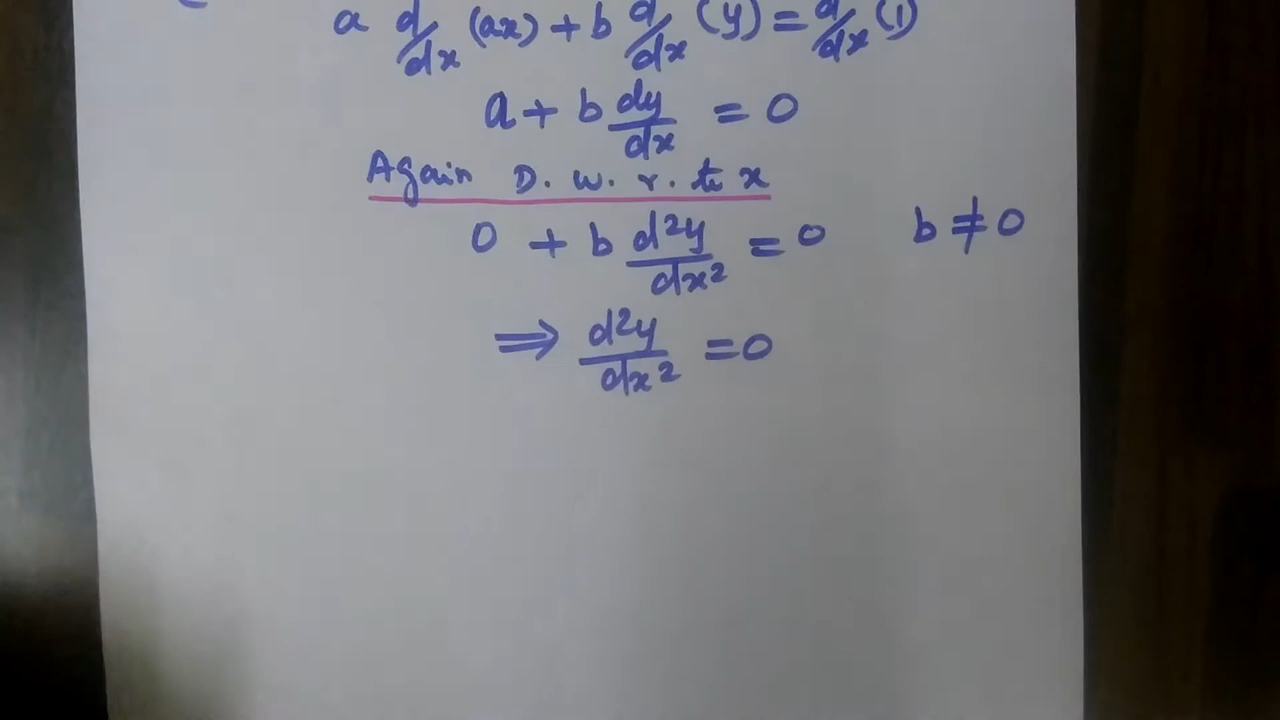 a d/dx (ax) + b d/dx (y) = d/dx (1)
a + b dy/dx = 0
Again D. w. r. to x
0 + b d²y/dx² = 0 b ≠ 0
⇒ d²y/dx² = 0